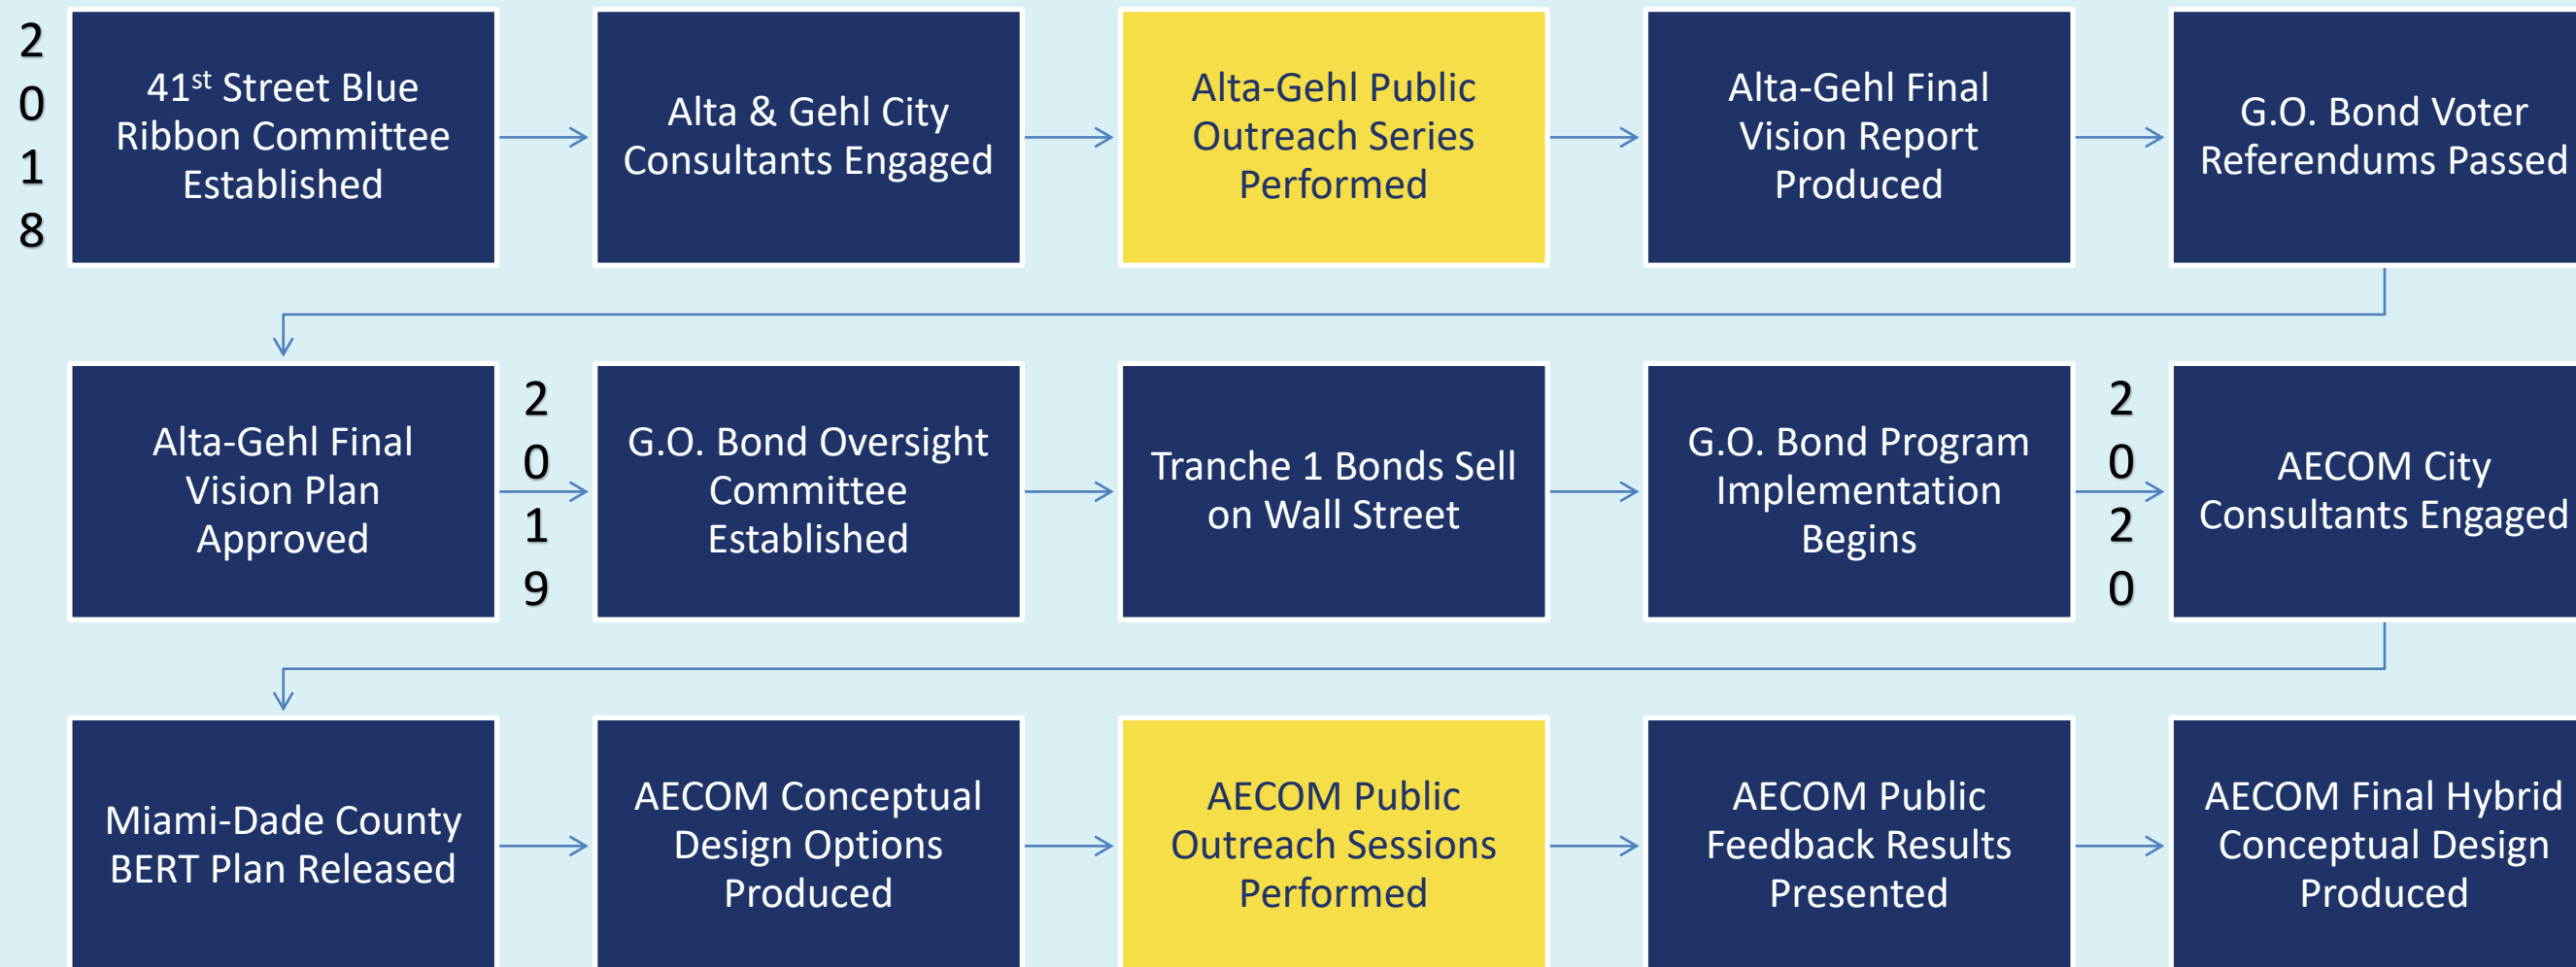 2
0
1
8
41st Street Blue
Ribbon Committee
Established
Alta & Gehl City
Consultants Engaged
Alta-Gehl Public
Outreach Series
Performed
Alta-Gehl Final
Vision Report
Produced
G.O. Bond Voter
Referendums Passed
Alta-Gehl Final
Vision Plan
Approved
2
0
1
9
G.O. Bond Oversight
Committee
Established
Tranche 1 Bonds Sell
on Wall Street
G.O. Bond Program
Implementation
Begins
2
0
2
0
AECOM City
Consultants Engaged
Miami-Dade County
BERT Plan Released
AECOM Conceptual
Design Options
Produced
AECOM Public
Outreach Sessions
Performed
AECOM Public
Feedback Results
Presented
AECOM Final Hybrid
Conceptual Design
Produced